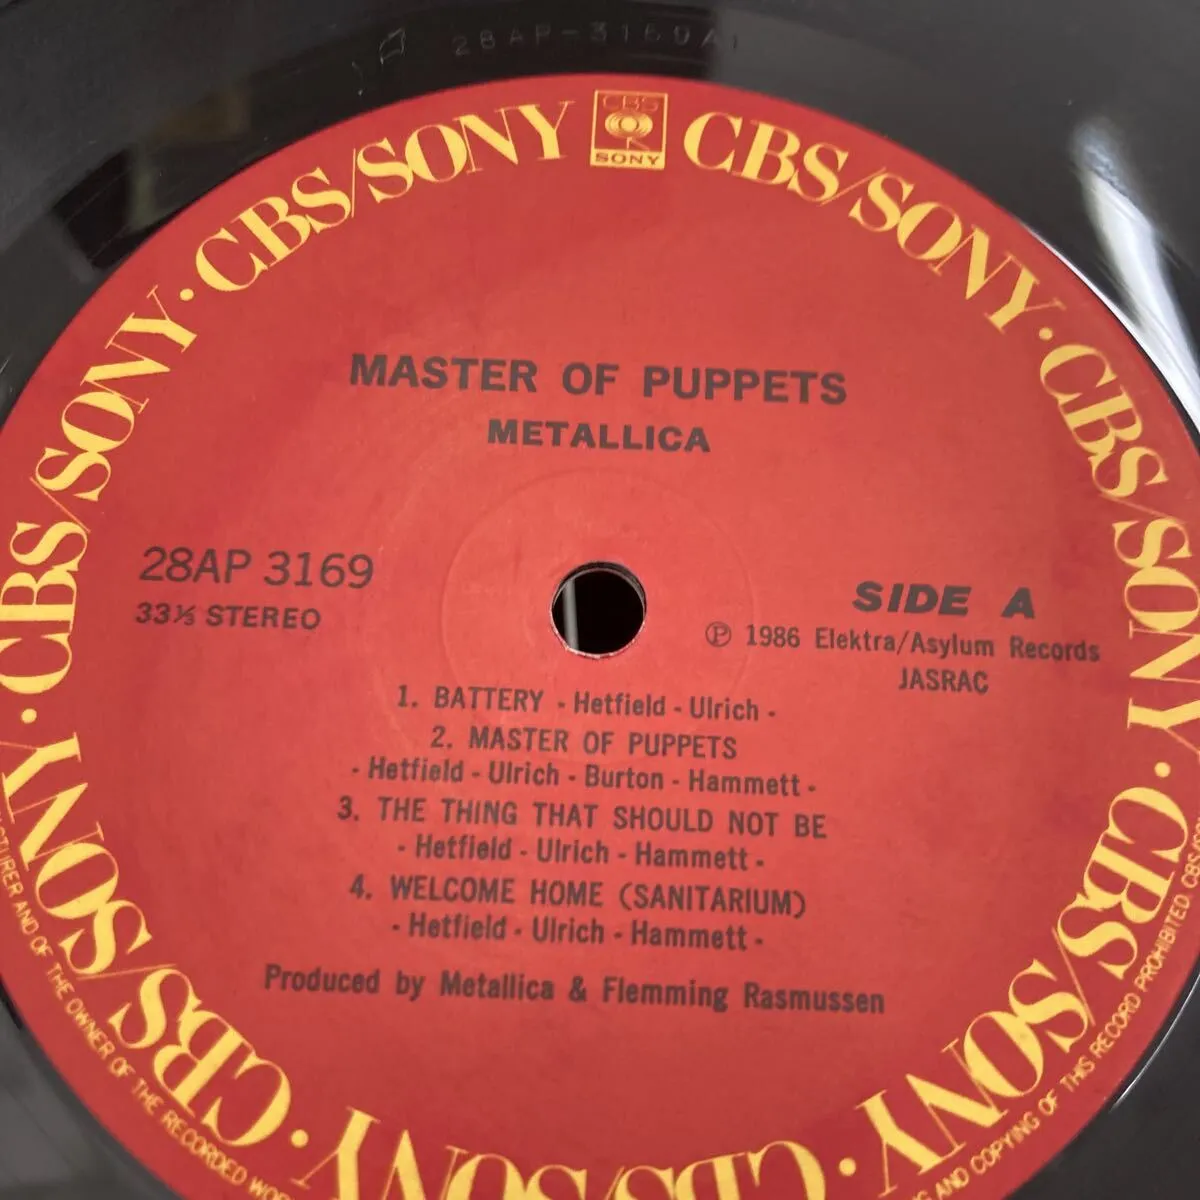 28AP-3169A1
CBS
SONY
CBS/SONY · CBS/SONY · CBS/SONY · CBS/SONY · CBS/SONY · CBS/SONY · CBS/SONY · CBS/SONY
MASTER OF PUPPETS
METALLICA
28AP 3169
33⅓ STEREO
SIDE A
Ⓟ 1986 Elektra/Asylum Records
JASRAC
1. BATTERY - Hetfield - Ulrich -
2. MASTER OF PUPPETS
- Hetfield - Ulrich - Burton - Hammett -
3. THE THING THAT SHOULD NOT BE
- Hetfield - Ulrich - Hammett -
4. WELCOME HOME (SANITARIUM)
- Hetfield - Ulrich - Hammett -
Produced by Metallica & Flemming Rasmussen
AND OF THE OWNER OF THE RECORDED
AND COPYING OF THIS RECORD PROHIBITED